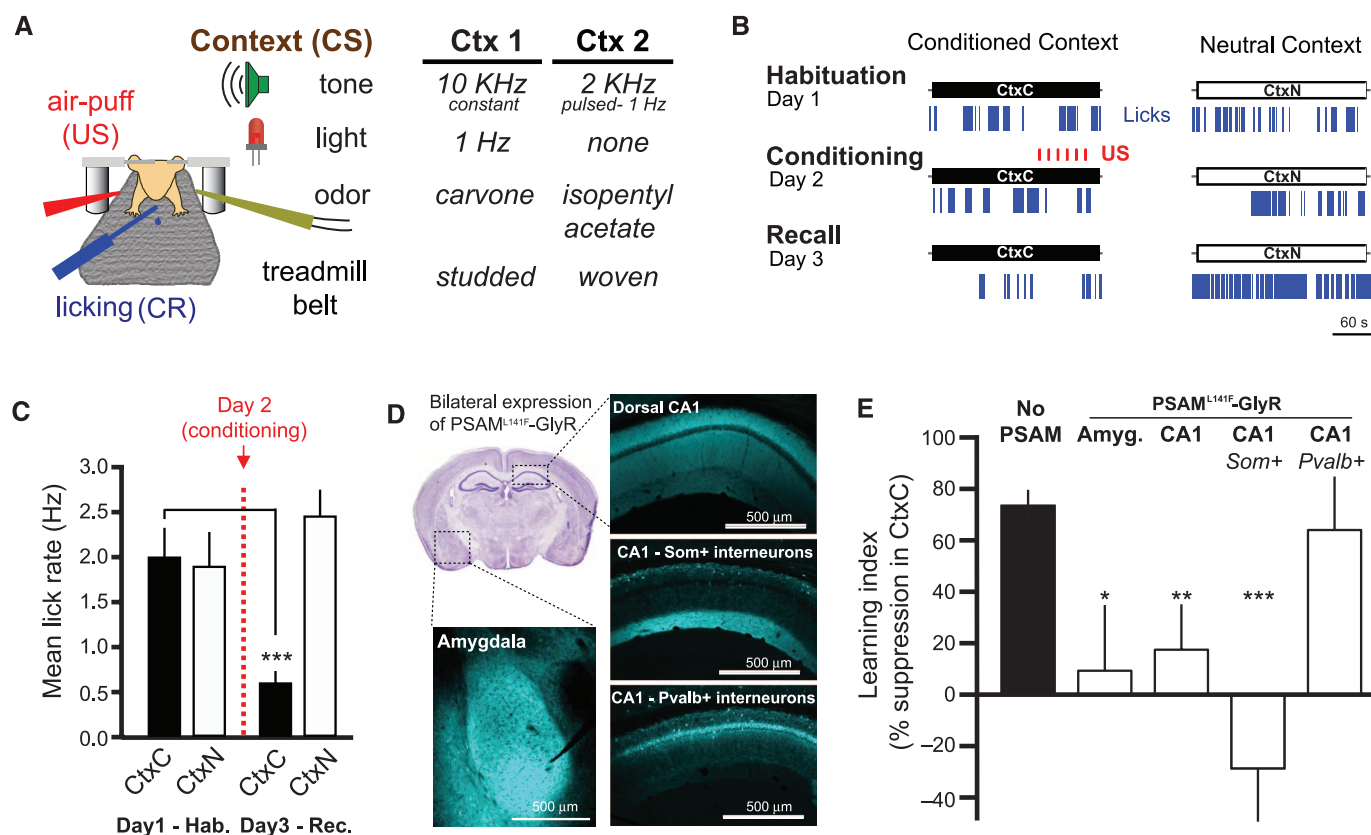 A
Context (CS)
Ctx 1 Ctx 2
tone
10 KHz 2 KHz
constant pulsed- 1 Hz
air-puff
(US)
light
1 Hz none
odor
carvone isopentyl
acetate
treadmill
belt
studded woven
licking (CR)
B
Conditioned Context Neutral Context
Habituation
Day 1
CtxC CtxN
Licks
Conditioning
Day 2
US
CtxC CtxN
Recall
Day 3
CtxC CtxN
60 s
C
Day 2
(conditioning)
Mean lick rate (Hz)
3.0
2.5
2.0
1.5
1.0
0.5
0.0
***
CtxC CtxN CtxC CtxN
Day1 - Hab. Day3 - Rec.
D
Bilateral expression
of PSAML141F-GlyR
Dorsal CA1
500 µm
CA1 - Som+ interneurons
500 µm
Amygdala
500 µm
CA1 - Pvalb+ interneurons
500 µm
E
No
PSAM
PSAML141F-GlyR
Amyg. CA1 CA1 CA1
Som+ Pvalb+
Learning index
(% suppression in CtxC)
100
80
60
40
20
0
–20
–40
* ** ***